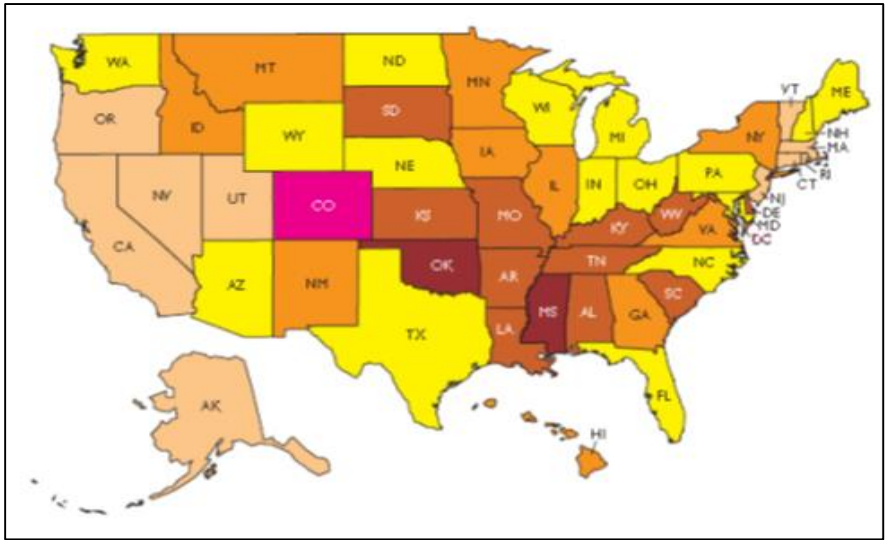 WA
MT
ND
MN
VT
ME
OR
ID
SD
WI
NY
NH
MA
WY
MI
RI
CT
NE
IA
PA
NV
UT
CO
IL
IN
OH
NJ
DE
MD
DC
CA
KS
MO
KY
WV
VA
AZ
NM
OK
AR
TN
NC
TX
LA
MS
AL
GA
SC
FL
AK
HI